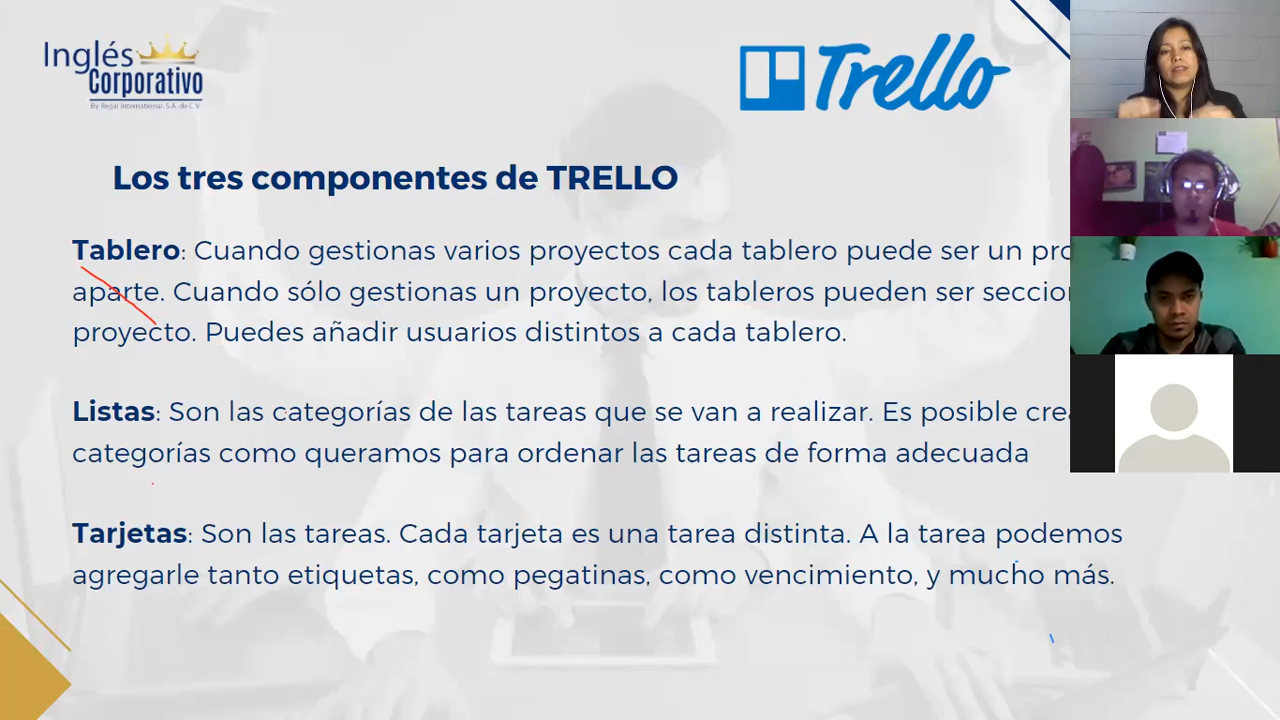 Inglés
Corporativo
By Regal International, S.A. de C.V
Trello
Los tres componentes de TRELLO
Tablero: Cuando gestionas varios proyectos cada tablero puede ser un
aparte. Cuando sólo gestionas un proyecto, los tableros pueden ser
proyecto. Puedes añadir usuarios distintos a cada tablero.
Listas: Son las categorías de las tareas que se van a realizar. Es posible
categorías como queramos para ordenar las tareas de forma adecuada
Tarjetas: Son las tareas. Cada tarjeta es una tarea distinta. A la tarea podemos
agregarle tanto etiquetas, como pegatinas, como vencimiento, y mucho más.